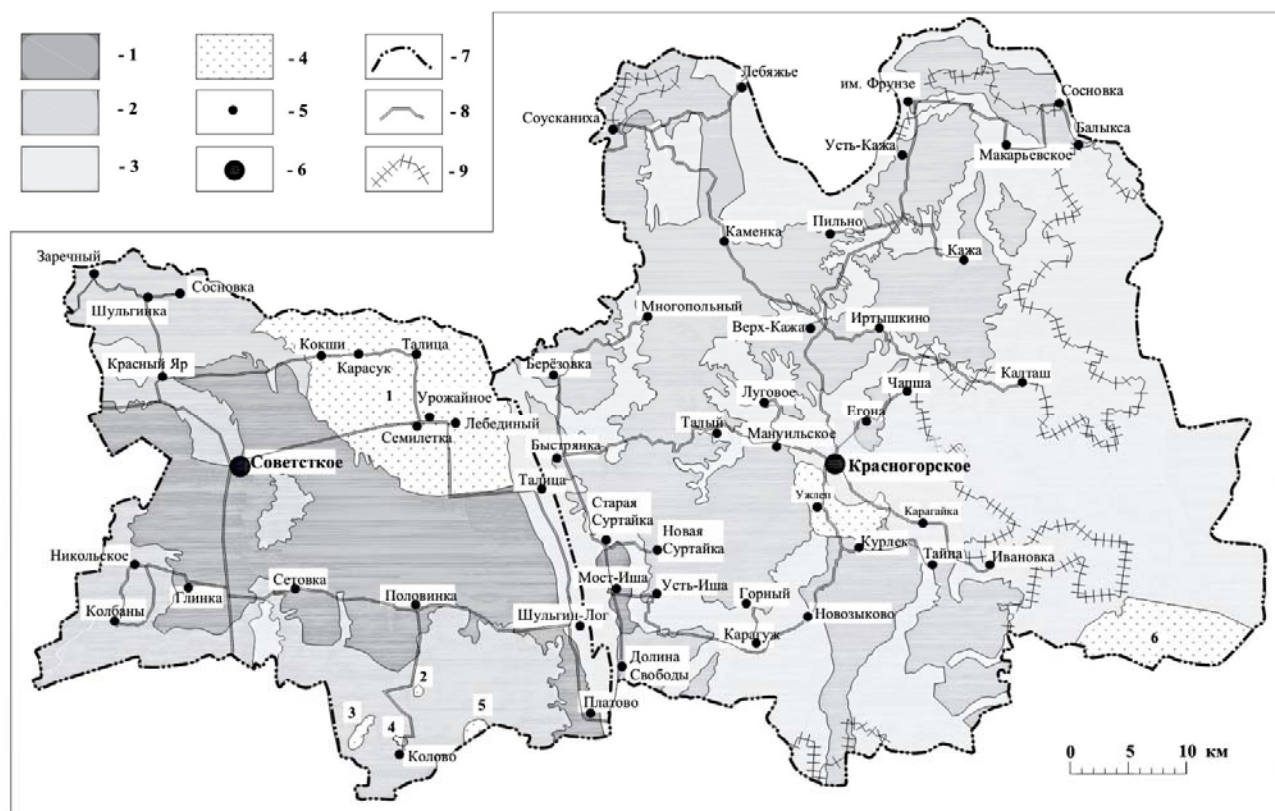 - 1
- 4
- 7
- 2
- 5
- 8
- 3
- 6
- 9
Лебяжье
им. Фрунзе
Сосновка
Соусканиха
Балыкса
Усть-Кажа
Макарьевское
Пильно
Каменка
Кажа
Заречный
Сосновка
Шульгинка
Многопольный
Верх-Кажа
Иртышкино
Кокши
Талица
Красный Яр
Карасук
Берёзовка
Калташ
Чапша
Луговое
1
Урожайное
Егона
Лебединый
Талый
Мануильское
Семилетка
Быстрянка
Советсткое
Красногорское
Талица
Ужлеп
Старая
Суртайка
Карагайка
Новая
Суртайка
Курлек
Никольское
Тайна
Ивановка
Сетовка
Мост-Иша
Усть-Иша
Глинка
Половинка
Горный
Колбаны
Шульгин-Лог
Новозыково
Карагуж
6
Долина
Свободы
2
Платово
3
5
4
Колово
0 5 10 км